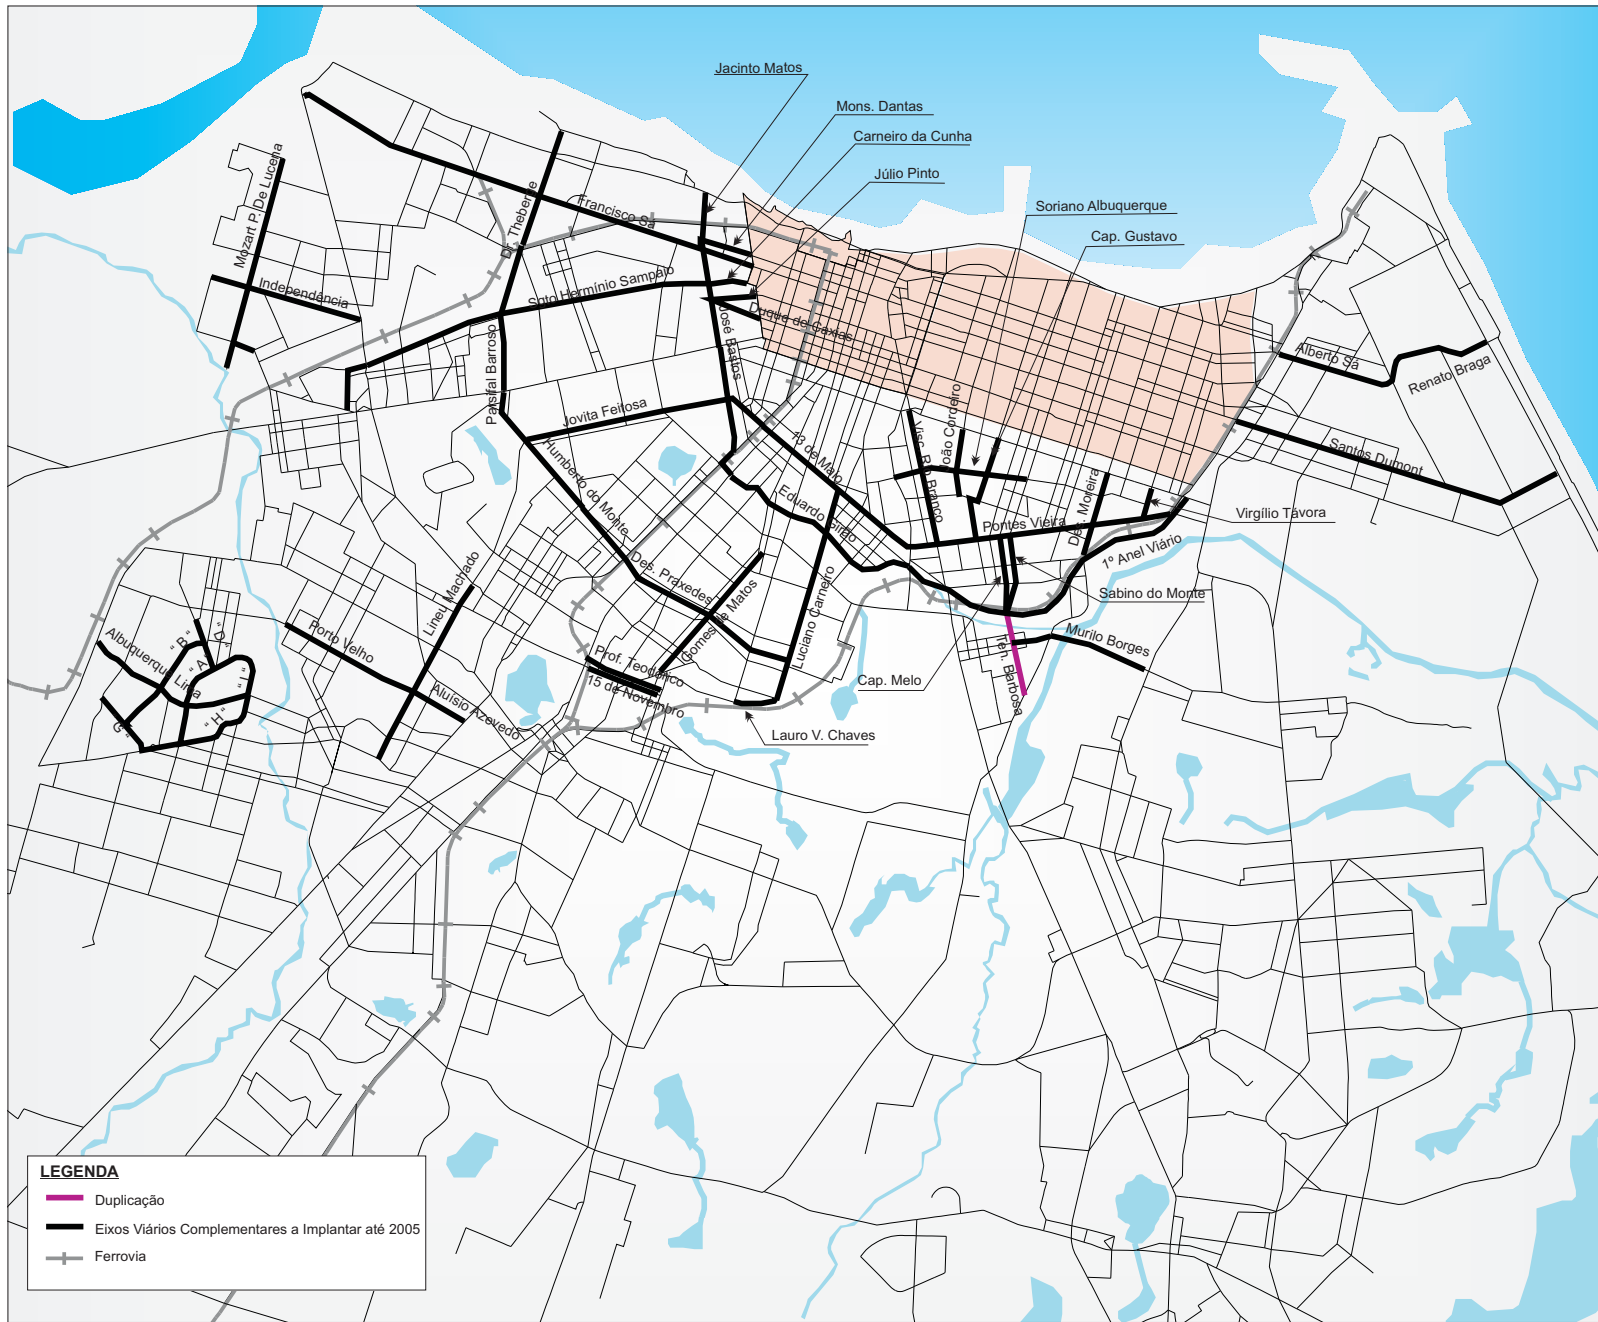 Jacinto Matos
Mons. Dantas
Carneiro da Cunha
Júlio Pinto
Soriano Albuquerque
Cap. Gustavo
Mozart P. De Lucena
Independência
Dr. Theberge
Francisco Sá
Sgto Hermínio Sampaio
Duque de Caxias
José Bastos
Parsifal Barroso
Jovita Feitosa
Alberto Sá
Renato Braga
Santos Dumont
João Cordeiro
Visc. Rio Branco
13 de Maio
Humberto do Monte
Eduardo Girão
Pontes Vieira
Des. Moreira
Virgílio Távora
1º Anel Viário
Sabino do Monte
Des. Praxedes
Gomes de Matos
Luciano Carneiro
Lineu Machado
Porto Velho
Aluísio Azevedo
Albuquerqu Lima
"B"
"A"
"D"
"I"
"H"
"G"
Prof. Teodorico
15 de Novembro
Murilo Borges
Ten. Barbosa
Cap. Melo
Lauro V. Chaves
LEGENDA
Duplicação
Eixos Viários Complementares a Implantar até 2005
Ferrovia